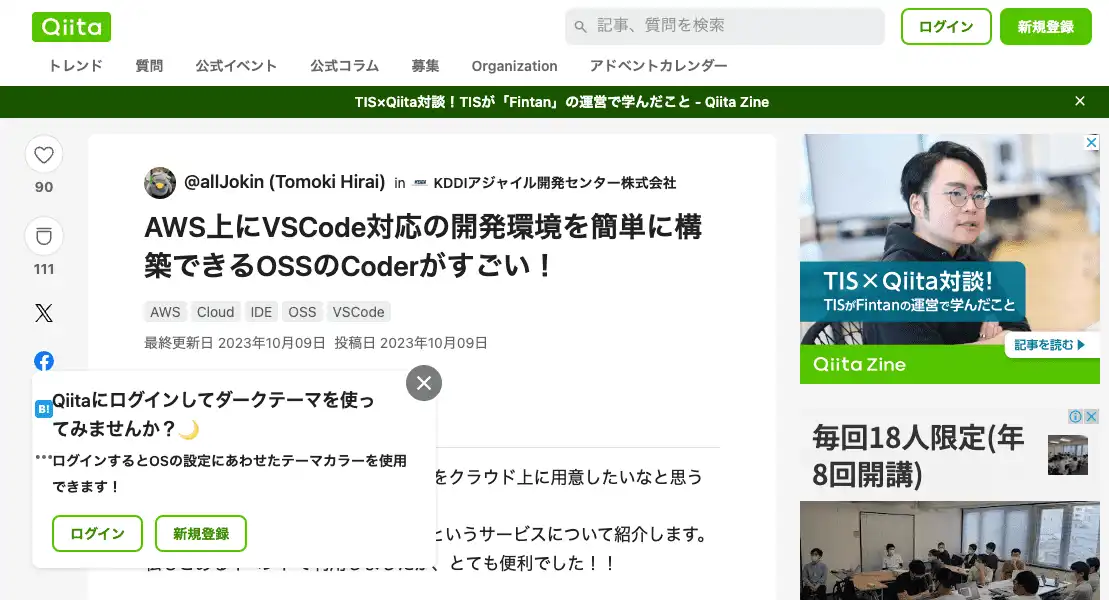 Qiita
記事、質問を検索
ログイン
新規登録
トレンド
質問
公式イベント
公式コラム
募集
Organization
アドベントカレンダー
TIS×Qiita対談！TISが「Fintan」の運営で学んだこと - Qiita Zine
90
111
@allJokin (Tomoki Hirai) in KDDIアジャイル開発センター株式会社
AWS上にVSCode対応の開発環境を簡単に構
築できるOSSのCoderがすごい！
AWS Cloud IDE OSS VSCode
最終更新日 2023年10月09日 投稿日 2023年10月09日
B!
Qiitaにログインしてダークテーマを使っ
てみませんか？🌙
ログインするとOSの設定にあわせたテーマカラーを使用
できます！
ログイン
新規登録
をクラウド上に用意したいなと思う
というサービスについて紹介します。
とても便利でした！！
TIS×Qiita対談!
TISがFintanの運営で学んだこと
記事を読む
Qiita Zine
毎回18人限定(年
8回開講)